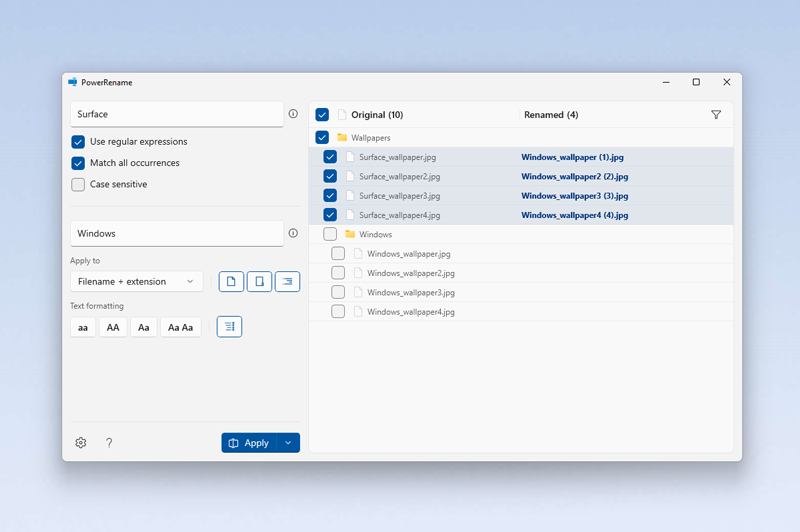 PowerRename
Surface
Use regular expressions
Match all occurrences
Case sensitive
Windows
Apply to
Filename + extension
Text formatting
aa AA Aa Aa Aa
? Apply
Original (10) Renamed (4)
Wallpapers
Surface_wallpaper.jpg Windows_wallpaper (1).jpg
Surface_wallpaper2.jpg Windows_wallpaper2 (2).jpg
Surface_wallpaper3.jpg Windows_wallpaper3 (3).jpg
Surface_wallpaper4.jpg Windows_wallpaper4 (4).jpg
Windows
Windows_wallpaper.jpg
Windows_wallpaper2.jpg
Windows_wallpaper3.jpg
Windows_wallpaper4.jpg